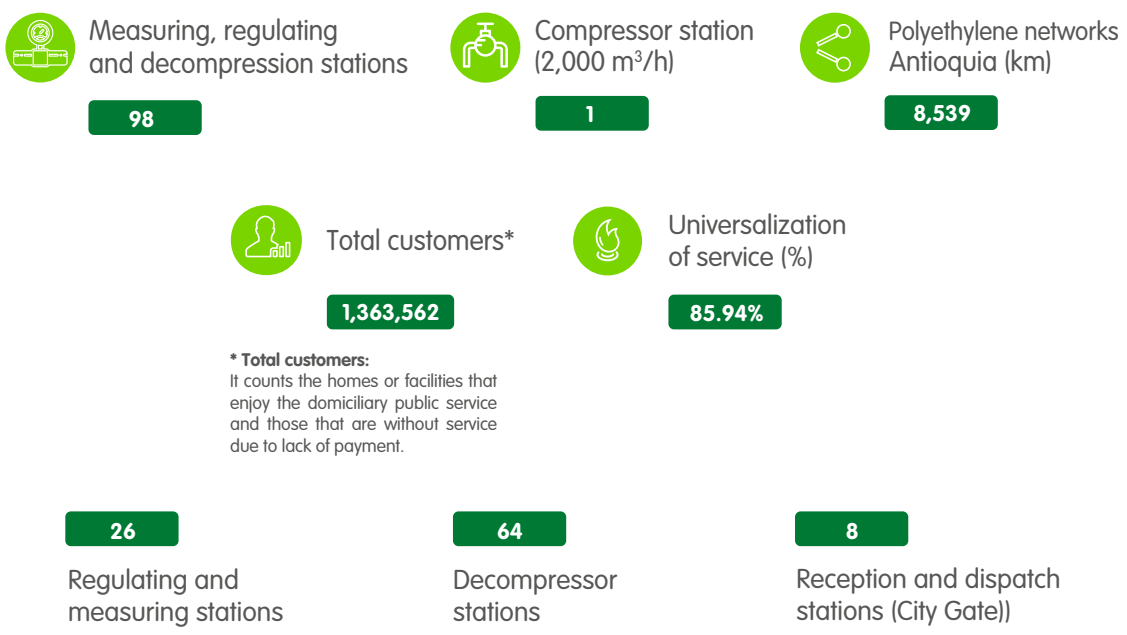 Measuring, regulating
and decompression stations
98
Compressor station
(2,000 m³/h)
1
Polyethylene networks
Antioquia (km)
8,539
Total customers*
1,363,562
* Total customers:
It counts the homes or facilities that
enjoy the domiciliary public service
and those that are without service
due to lack of payment.
Universalization
of service (%)
85.94%
26
Regulating and
measuring stations
64
Decompressor
stations
8
Reception and dispatch
stations (City Gate))